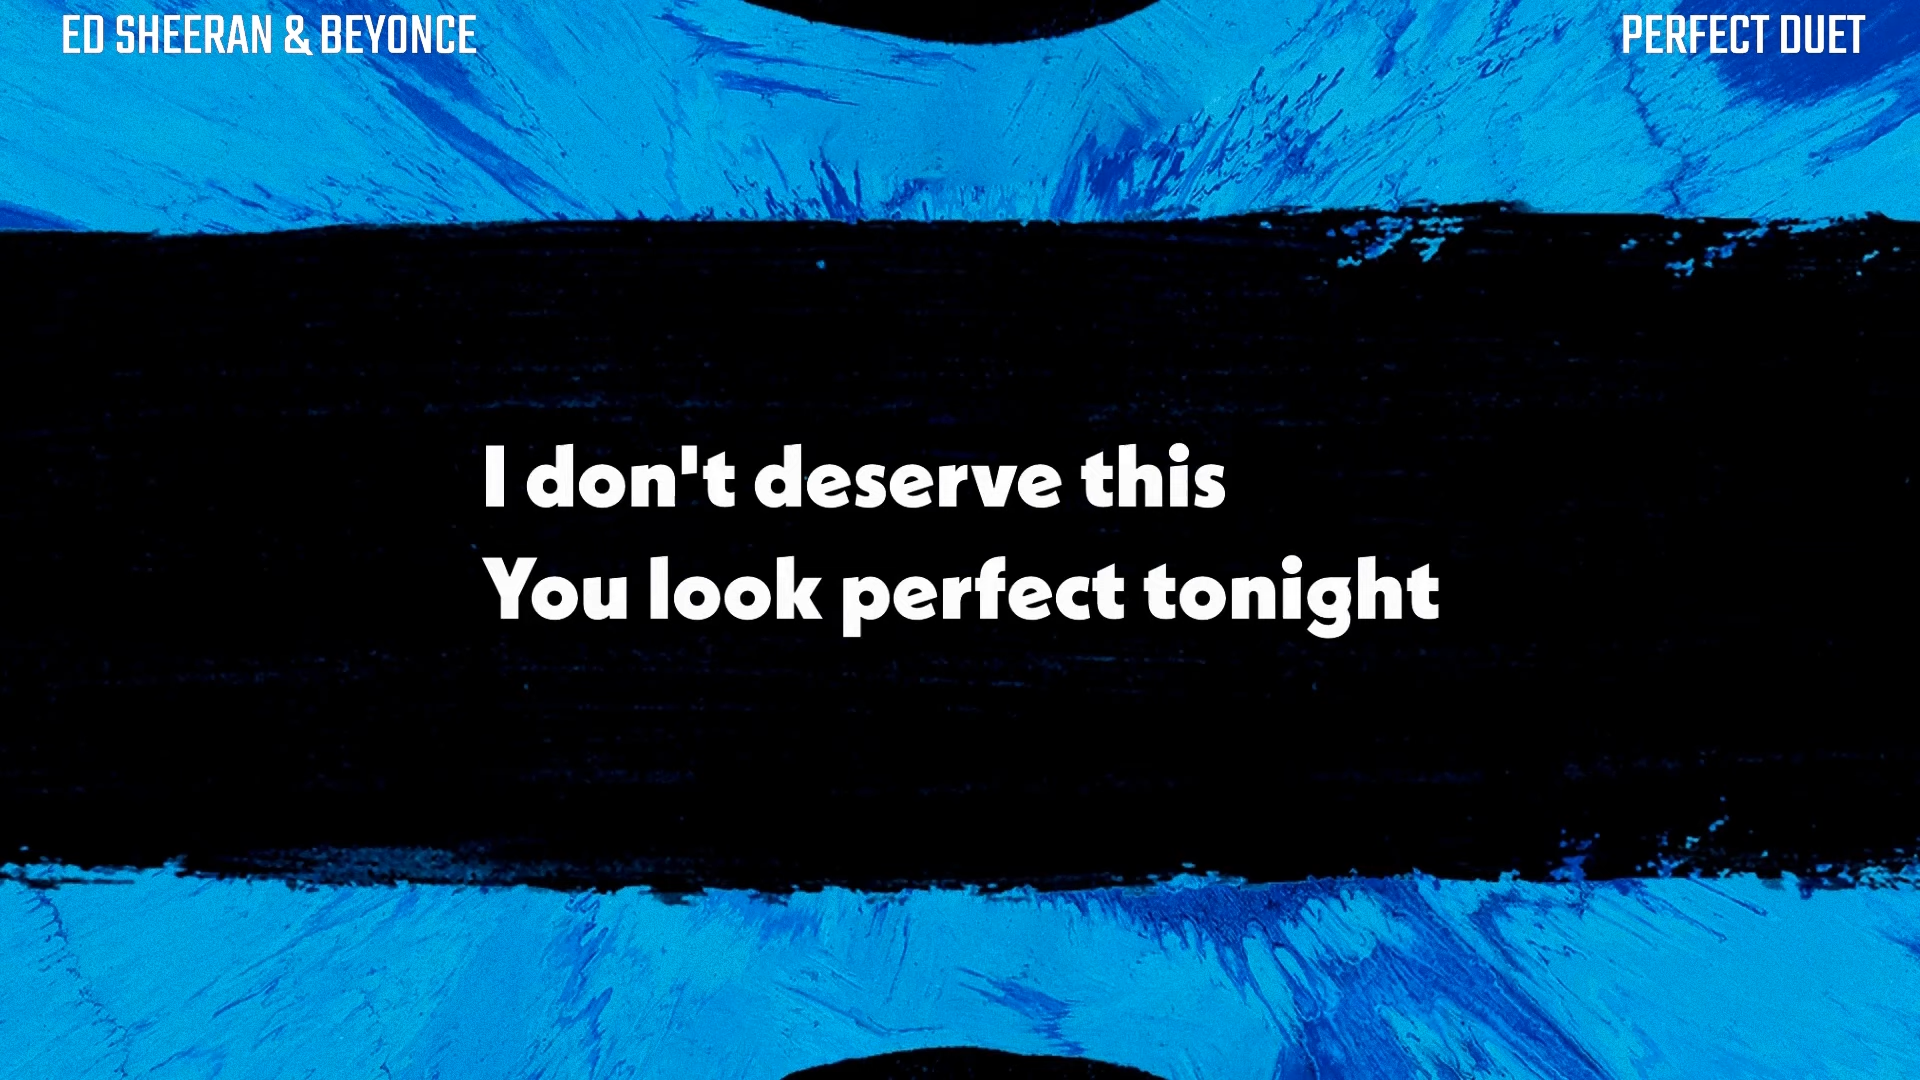 ED SHEERAN & BEYONCE
PERFECT DUET
I don't deserve this
You look perfect tonight